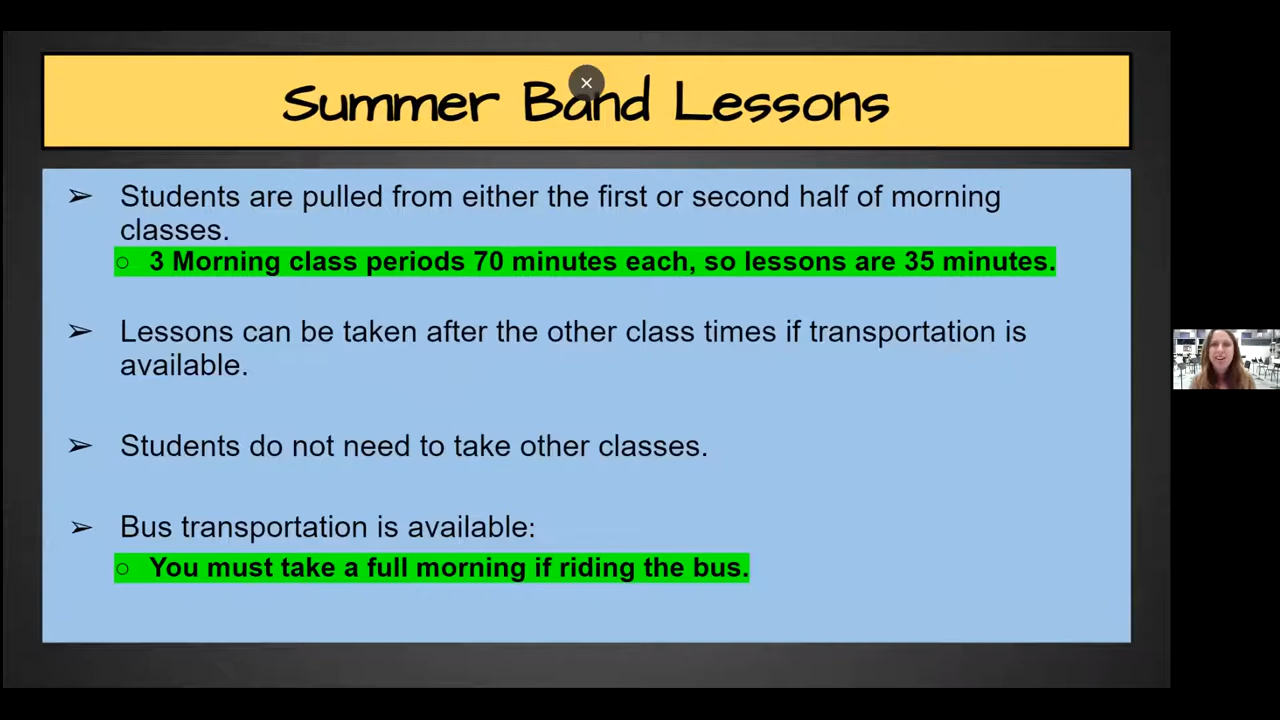 Summer Band Lessons
➢ Students are pulled from either the first or second half of morning
classes.
○ 3 Morning class periods 70 minutes each, so lessons are 35 minutes.
➢ Lessons can be taken after the other class times if transportation is
available.
➢ Students do not need to take other classes.
➢ Bus transportation is available:
○ You must take a full morning if riding the bus.